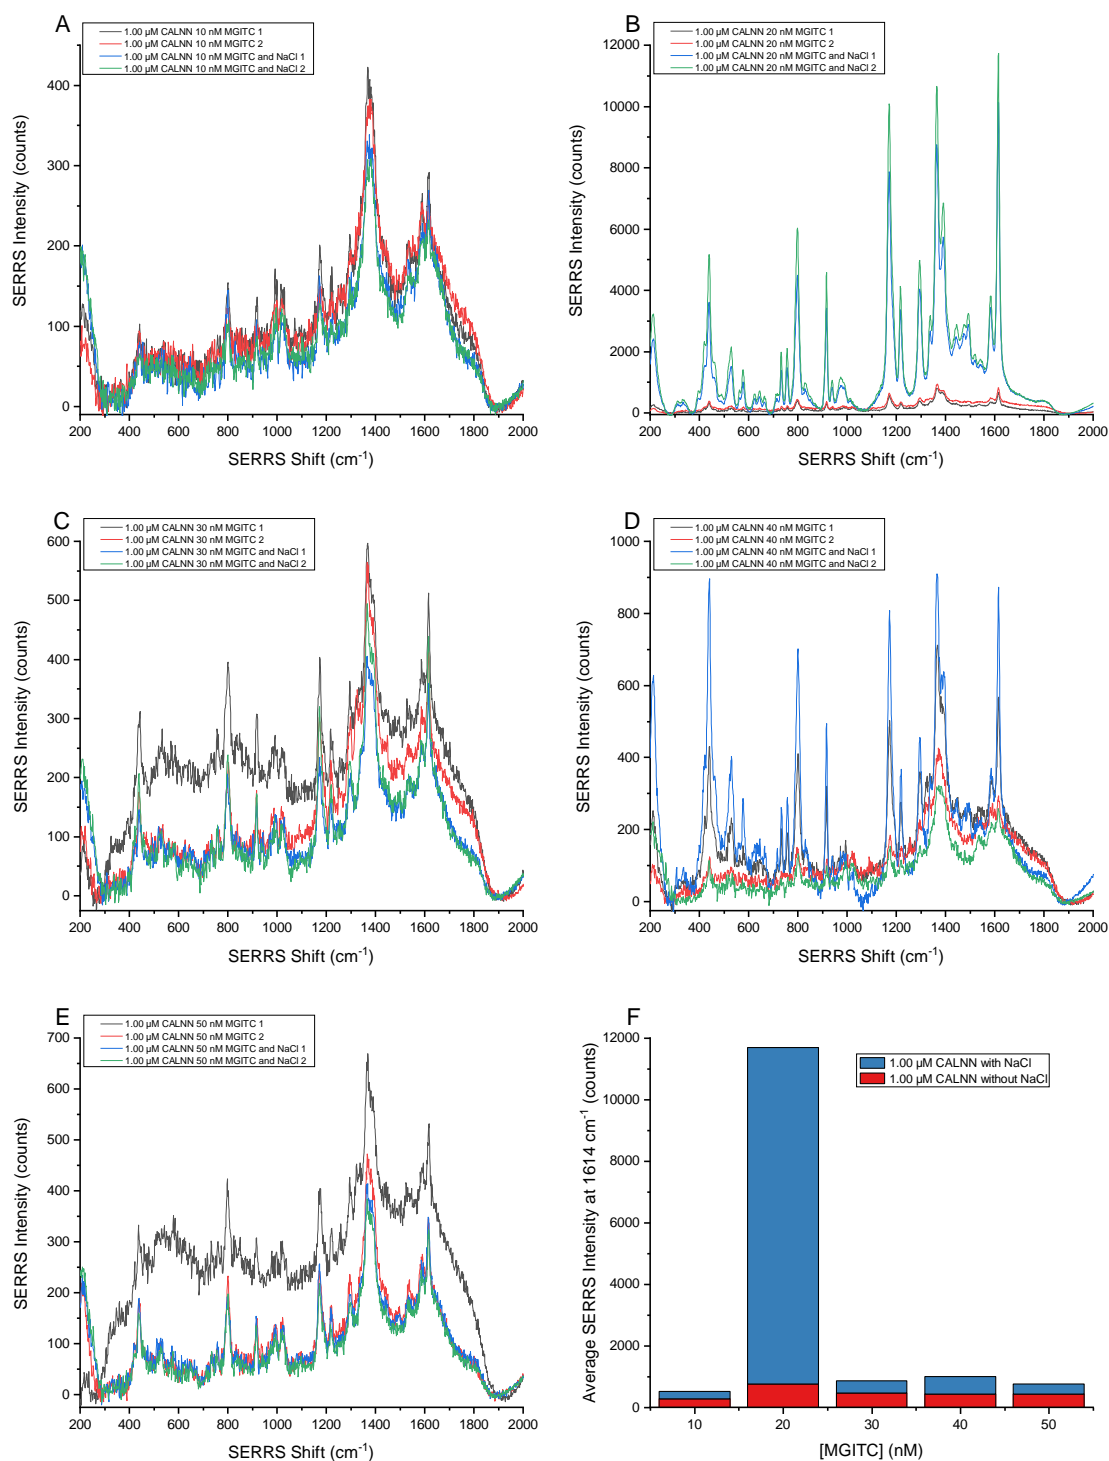 A
1.00 µM CALNN 10 nM MGITC 1
1.00 µM CALNN 10 nM MGITC 2
1.00 µM CALNN 10 nM MGITC and NaCl 1
1.00 µM CALNN 10 nM MGITC and NaCl 2
SERRS Intensity (counts)
400
300
200
100
0
200 400 600 800 1000 1200 1400 1600 1800 2000
SERRS Shift (cm⁻¹)
B
1.00 µM CALNN 20 nM MGITC 1
1.00 µM CALNN 20 nM MGITC 2
1.00 µM CALNN 20 nM MGITC and NaCl 1
1.00 µM CALNN 20 nM MGITC and NaCl 2
SERRS Intensity (counts)
12000
10000
8000
6000
4000
2000
0
200 400 600 800 1000 1200 1400 1600 1800 2000
SERRS Shift (cm⁻¹)
C
1.00 µM CALNN 30 nM MGITC 1
1.00 µM CALNN 30 nM MGITC 2
1.00 µM CALNN 30 nM MGITC and NaCl 1
1.00 µM CALNN 30 nM MGITC and NaCl 2
SERRS Intensity (counts)
600
500
400
300
200
100
0
200 400 600 800 1000 1200 1400 1600 1800 2000
SERRS Shift (cm⁻¹)
D
1.00 µM CALNN 40 nM MGITC 1
1.00 µM CALNN 40 nM MGITC 2
1.00 µM CALNN 40 nM MGITC and NaCl 1
1.00 µM CALNN 40 nM MGITC and NaCl 2
SERRS Intensity (counts)
1000
800
600
400
200
0
200 400 600 800 1000 1200 1400 1600 1800 2000
SERRS Shift (cm⁻¹)
E
1.00 µM CALNN 50 nM MGITC 1
1.00 µM CALNN 50 nM MGITC 2
1.00 µM CALNN 50 nM MGITC and NaCl 1
1.00 µM CALNN 50 nM MGITC and NaCl 2
SERRS Intensity (counts)
700
600
500
400
300
200
100
0
200 400 600 800 1000 1200 1400 1600 1800 2000
SERRS Shift (cm⁻¹)
F
1.00 µM CALNN with NaCl
1.00 µM CALNN without NaCl
Average SERRS Intensity at 1614 cm⁻¹ (counts)
12000
10000
8000
6000
4000
2000
0
10 20 30 40 50
[MGITC] (nM)